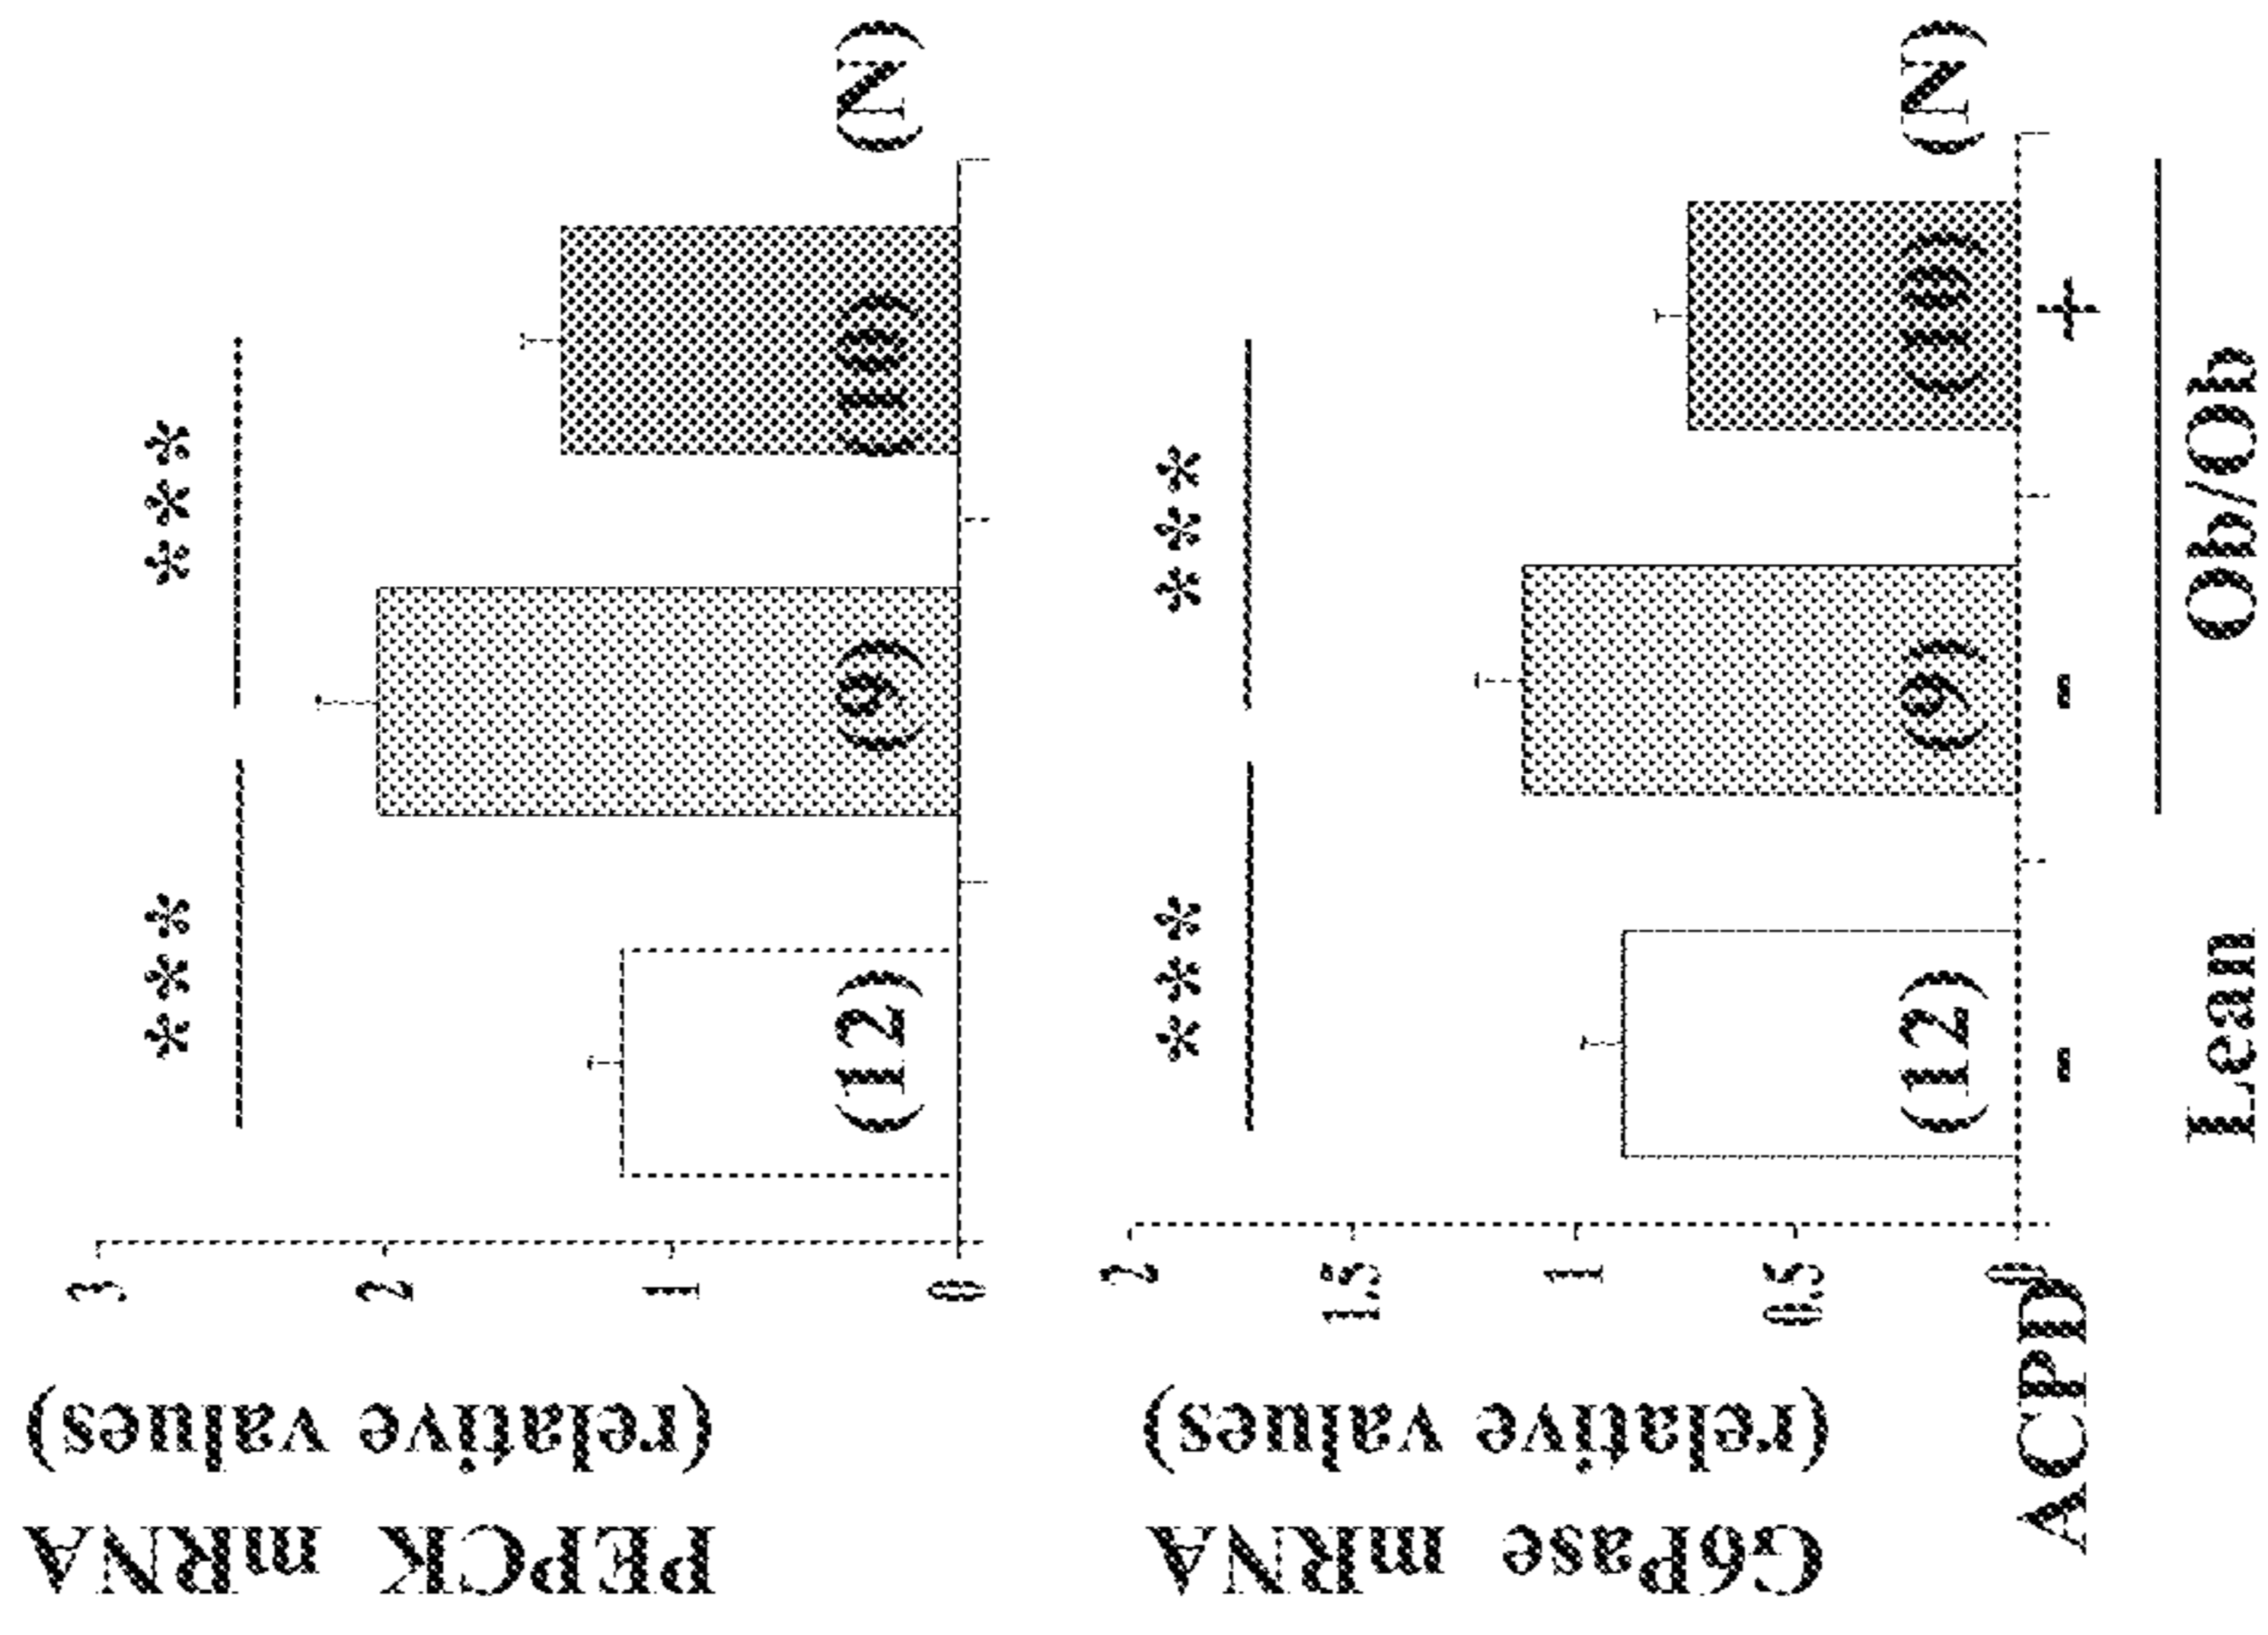 PEPCK mRNA
(relative values)
3
2
1
0
***
***
(12)
(9)
(10)
(N)
G6Pase mRNA
(relative values)
2
1.5
1
0.5
0
***
***
(12)
(9)
(10)
(N)
ACPD
-
-
+
Lean
Ob/Ob